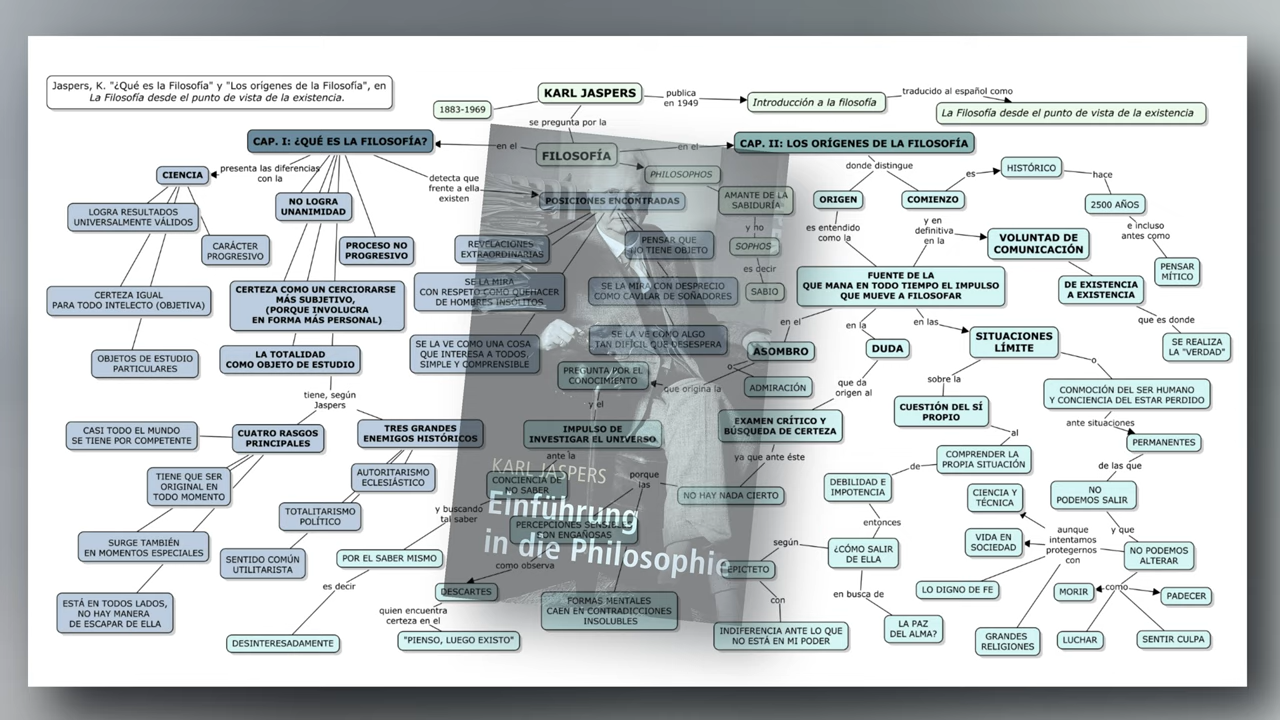 Jaspers, K. "¿Qué es la Filosofía" y "Los orígenes de la Filosofía", en
La Filosofía desde el punto de vista de la existencia.
1883-1969
KARL JASPERS
publica
en 1949
Introducción a la filosofía
traducido al español como
La Filosofía desde el punto de vista de la existencia
se pregunta por la
FILOSOFÍA
en el
CAP. I: ¿QUÉ ES LA FILOSOFÍA?
en el
CAP. II: LOS ORÍGENES DE LA FILOSOFÍA
PHILOSOPHOS
AMANTE DE LA
SABIDURÍA
y no
SOPHOS
es decir
SABIO
presenta las diferencias
con la
CIENCIA
LOGRA RESULTADOS
UNIVERSALMENTE VÁLIDOS
CARÁCTER
PROGRESIVO
CERTEZA IGUAL
PARA TODO INTELECTO (OBJETIVA)
OBJETOS DE ESTUDIO
PARTICULARES
NO LOGRA
UNANIMIDAD
PROCESO NO
PROGRESIVO
CERTEZA COMO UN CERCIORARSE
MÁS SUBJETIVO,
(PORQUE INVOLUCRA
EN FORMA MÁS PERSONAL)
LA TOTALIDAD
COMO OBJETO DE ESTUDIO
tiene, según
Jaspers
CUATRO RASGOS
PRINCIPALES
CASI TODO EL MUNDO
SE TIENE POR COMPETENTE
TIENE QUE SER
ORIGINAL EN
TODO MOMENTO
SURGE TAMBIÉN
EN MOMENTOS ESPECIALES
ESTÁ EN TODOS LADOS,
NO HAY MANERA
DE ESCAPAR DE ELLA
TRES GRANDES
ENEMIGOS HISTÓRICOS
AUTORITARISMO
ECLESIÁSTICO
TOTALITARISMO
POLÍTICO
SENTIDO COMÚN
UTILITARISTA
detecta que
frente a ella
existen
POSICIONES ENCONTRADAS
REVELACIONES
EXTRAORDINARIAS
PENSAR QUE
NO TIENE OBJETO
SE LA MIRA
CON RESPETO COMO QUEHACER
DE HOMBRES INSÓLITOS
SE LA MIRA CON DESPRECIO
COMO CAVILAR DE SOÑADORES
SE LA VE COMO UNA COSA
QUE INTERESA A TODOS,
SIMPLE Y COMPRENSIBLE
SE LA VE COMO ALGO
TAN DIFÍCIL QUE DESESPERA
donde distingue
ORIGEN
COMIENZO
es
HISTÓRICO
hace
2500 AÑOS
e incluso
antes como
PENSAR
MÍTICO
y en
definitiva
en la
VOLUNTAD DE
COMUNICACIÓN
DE EXISTENCIA
A EXISTENCIA
que es donde
SE REALIZA
LA "VERDAD"
es entendido
como la
FUENTE DE LA
QUE MANA EN TODO TIEMPO EL IMPULSO
QUE MUEVE A FILOSOFAR
en el
ASOMBRO
o
ADMIRACIÓN
que origina la
PREGUNTA POR EL
CONOCIMIENTO
y el
IMPULSO DE
INVESTIGAR EL UNIVERSO
ante la
CONCIENCIA DE
NO SABER
y buscando
tal saber
POR EL SABER MISMO
es decir
DESINTERESADAMENTE
en la
DUDA
que da
origen al
EXAMEN CRÍTICO Y
BÚSQUEDA DE CERTEZA
ya que ante éste
NO HAY NADA CIERTO
porque
las
PERCEPCIONES SENSIBLES
SON ENGAÑOSAS
como observa
DESCARTES
quien encuentra
certeza en el
"PIENSO, LUEGO EXISTO"
FORMAS MENTALES
CAEN EN CONTRADICCIONES
INSOLUBLES
KARL JASPERS
Einführung
in die Philosophie
en las
SITUACIONES
LÍMITE
sobre la
CUESTIÓN DEL SÍ
PROPIO
al
COMPRENDER LA
PROPIA SITUACIÓN
de
DEBILIDAD E
IMPOTENCIA
entonces
¿CÓMO SALIR
DE ELLA
según
EPICTETO
con
INDIFERENCIA ANTE LO QUE
NO ESTÁ EN MI PODER
en busca de
LA PAZ
DEL ALMA?
o
CONMOCIÓN DEL SER HUMANO
Y CONCIENCIA DEL ESTAR PERDIDO
ante situaciones
PERMANENTES
de las que
NO
PODEMOS SALIR
y que
NO PODEMOS
ALTERAR
aunque
intentamos
protegernos
con
CIENCIA Y
TÉCNICA
VIDA EN
SOCIEDAD
LO DIGNO DE FE
GRANDES
RELIGIONES
como
MORIR
PADECER
LUCHAR
SENTIR CULPA